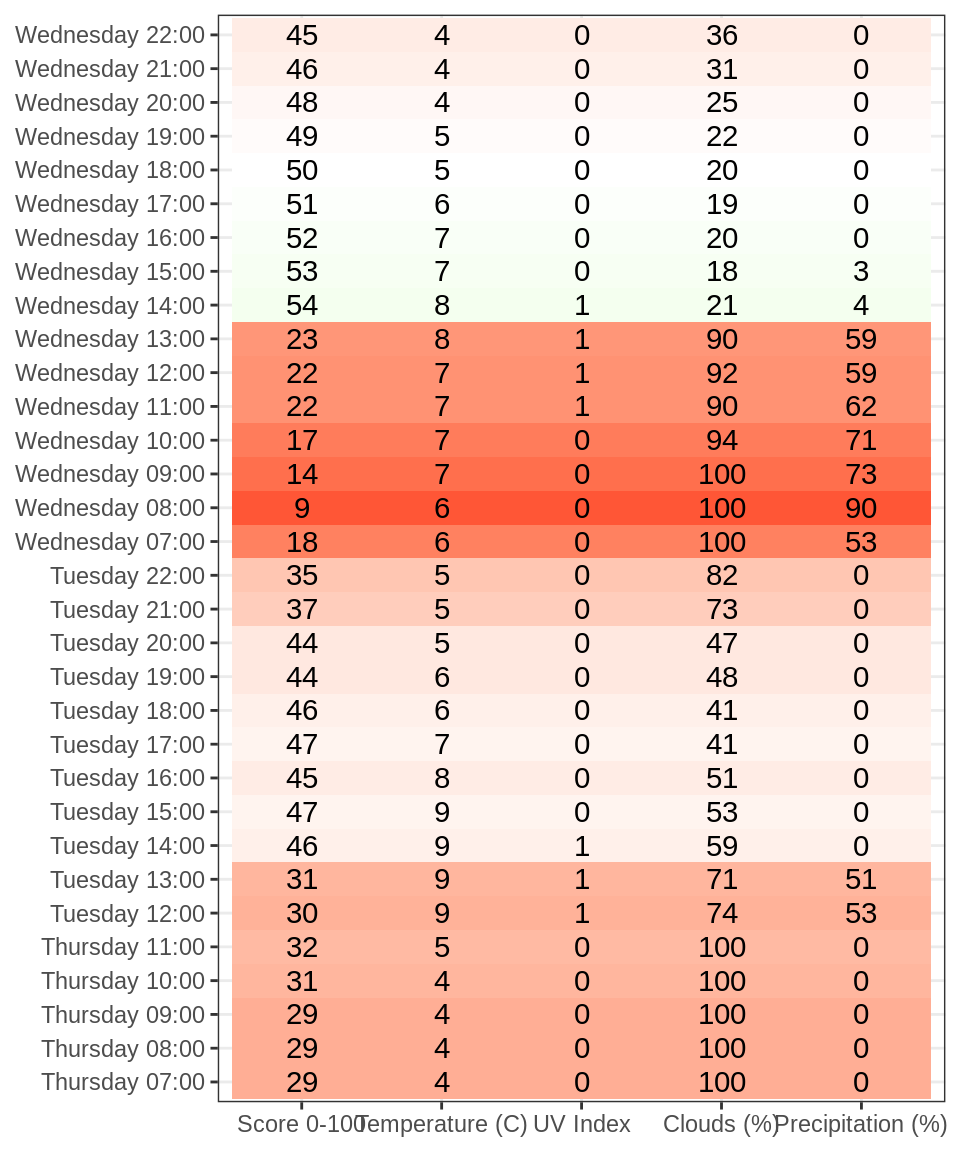 Wednesday 22:00 45 4 0 36 0
Wednesday 21:00 46 4 0 31 0
Wednesday 20:00 48 4 0 25 0
Wednesday 19:00 49 5 0 22 0
Wednesday 18:00 50 5 0 20 0
Wednesday 17:00 51 6 0 19 0
Wednesday 16:00 52 7 0 20 0
Wednesday 15:00 53 7 0 18 3
Wednesday 14:00 54 8 1 21 4
Wednesday 13:00 23 8 1 90 59
Wednesday 12:00 22 7 1 92 59
Wednesday 11:00 22 7 1 90 62
Wednesday 10:00 17 7 0 94 71
Wednesday 09:00 14 7 0 100 73
Wednesday 08:00 9 6 0 100 90
Wednesday 07:00 18 6 0 100 53
Tuesday 22:00 35 5 0 82 0
Tuesday 21:00 37 5 0 73 0
Tuesday 20:00 44 5 0 47 0
Tuesday 19:00 44 6 0 48 0
Tuesday 18:00 46 6 0 41 0
Tuesday 17:00 47 7 0 41 0
Tuesday 16:00 45 8 0 51 0
Tuesday 15:00 47 9 0 53 0
Tuesday 14:00 46 9 1 59 0
Tuesday 13:00 31 9 1 71 51
Tuesday 12:00 30 9 1 74 53
Thursday 11:00 32 5 0 100 0
Thursday 10:00 31 4 0 100 0
Thursday 09:00 29 4 0 100 0
Thursday 08:00 29 4 0 100 0
Thursday 07:00 29 4 0 100 0
Score 0-100 Temperature (C) UV Index Clouds (%) Precipitation (%)